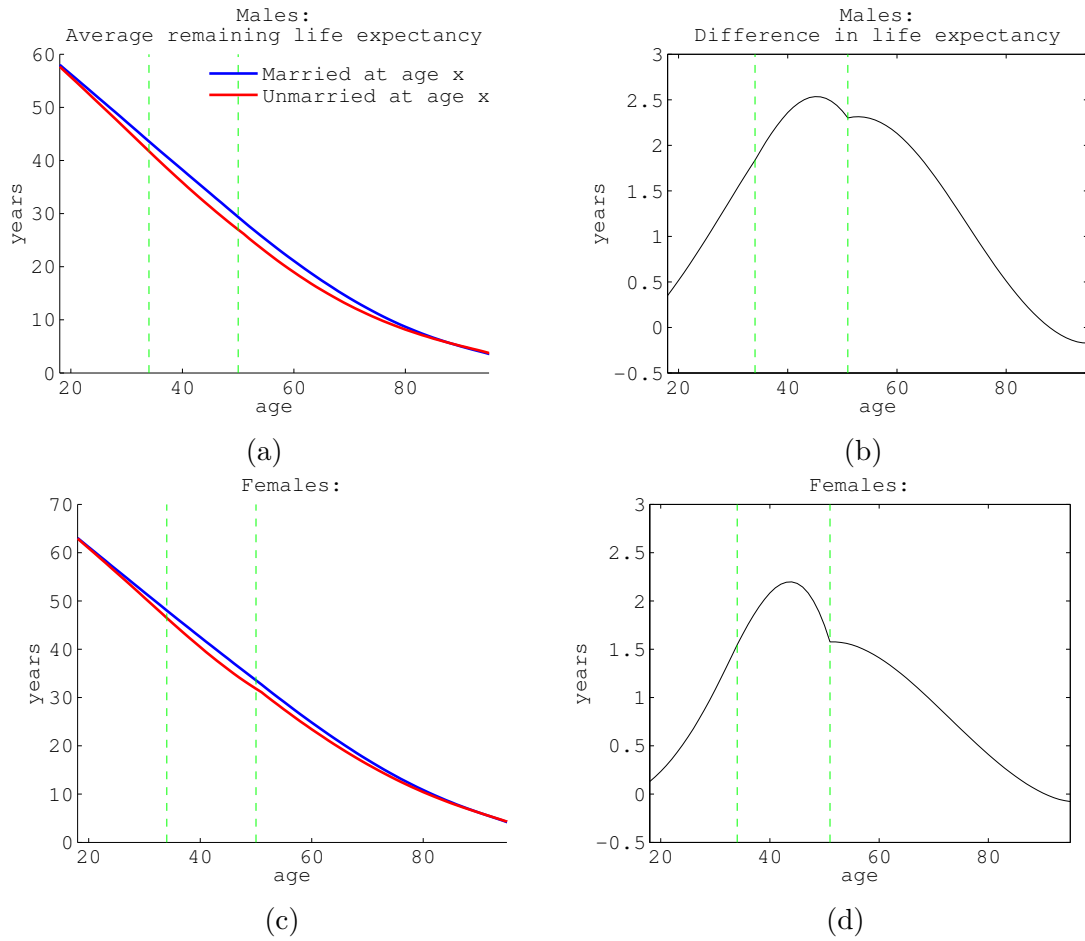 Males:
Average remaining life expectancy
60
50
40
30
20
10
0
years
Married at age x
Unmarried at age x
20
40
60
80
age
(a)
Males:
Difference in life expectancy
3
2.5
2
1.5
1
0.5
0
−0.5
years
20
40
60
80
age
(b)
Females:
70
60
50
40
30
20
10
0
years
20
40
60
80
age
(c)
Females:
3
2.5
2
1.5
1
0.5
0
−0.5
years
20
40
60
80
age
(d)